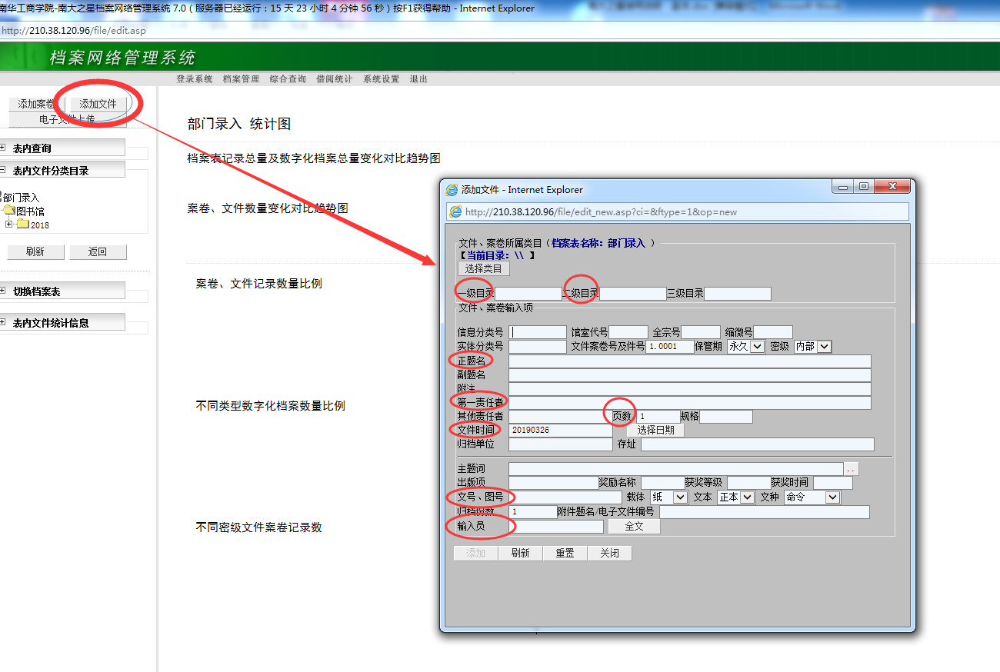 南华工商学院-南大之星档案网络管理系统 7.0（服务器已经运行：15 天 23 小时 4 分钟 56 秒）按F1获得帮助 - Internet Explorer
http://210.38.120.96/file/edit.asp
档案网络管理系统
登录系统 档案管理 综合查询 借阅统计 系统设置 退出
添加案卷 添加文件
电子文件上传
表内查询
表内文件分类目录
部门录入
图书馆
2018
刷新 返回
切换档案表
表内文件统计信息
部门录入 统计图
档案表记录总量及数字化档案总量变化对比趋势图
案卷、文件数量变化对比趋势图
案卷、文件记录数量比例
不同类型数字化档案数量比例
不同密级文件案卷记录数
添加文件 - Internet Explorer
http://210.38.120.96/file/edit_new.asp?ci=&ftype=1&op=new
文件、案卷所属类目（档案表名称：部门录入 ）
【当前目录：\\ 】
选择类目
一级目录 二级目录 三级目录
文件、案卷输入项
信息分类号 馆室代号 全宗号 缩微号
实体分类号 文件案卷号及件号 1.0001 保管期 永久 密级 内部
正题名
副题名
附注
第一责任者
其他责任者 页数 1 规格
文件时间 20190326 选择日期
归档单位 存址
主题词 ..
出版项 奖励名称 获奖等级 获奖时间
文号、图号 载体 纸 文本 正本 文种 命令
归档份数 1 附件题名/电子文件编号
输入员 全文
添加 刷新 重置 关闭